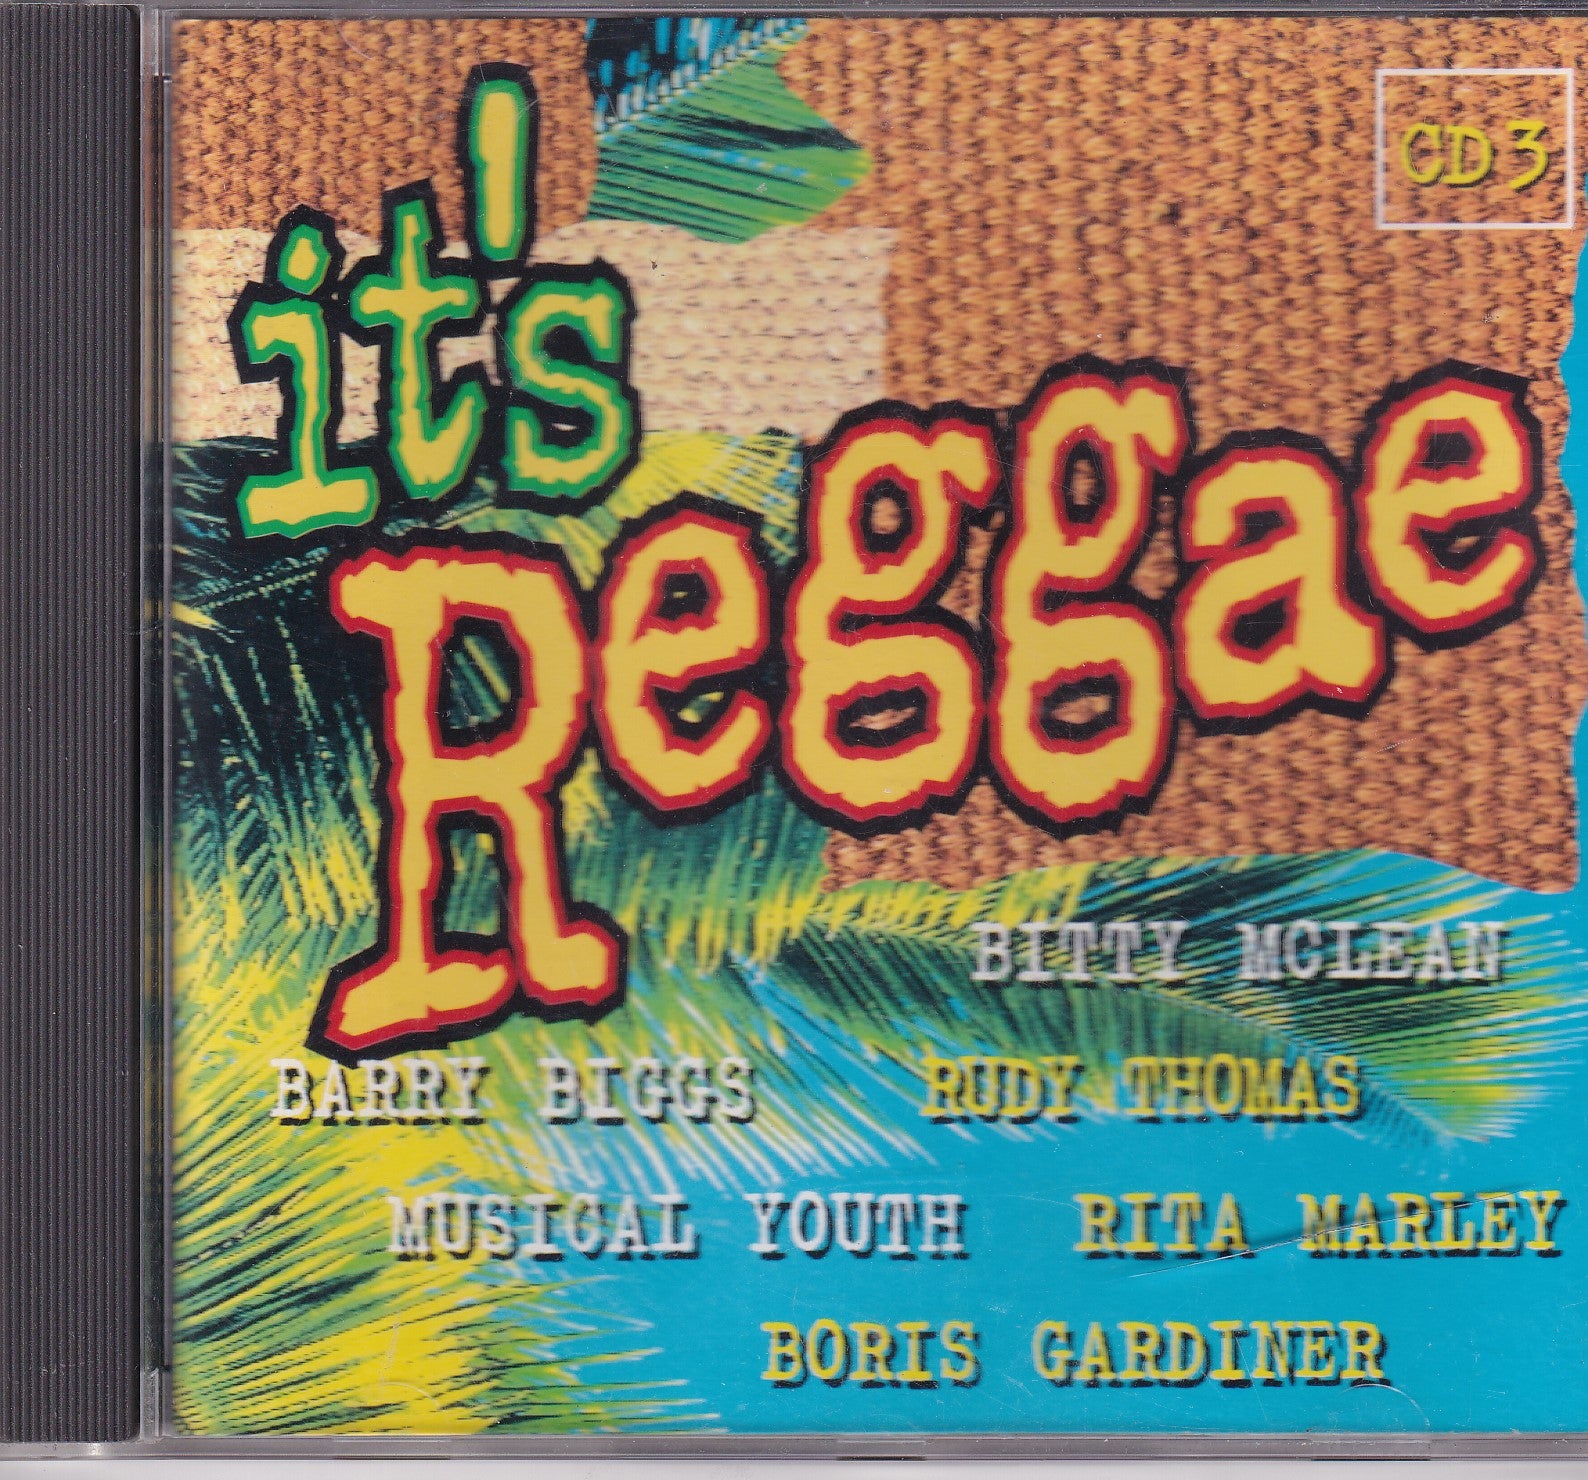 CD 3
it's
Reggae
BITTY MCLEAN
BARRY BIGGS RUDY THOMAS
MUSICAL YOUTH RITA MARLEY
BORIS GARDINER